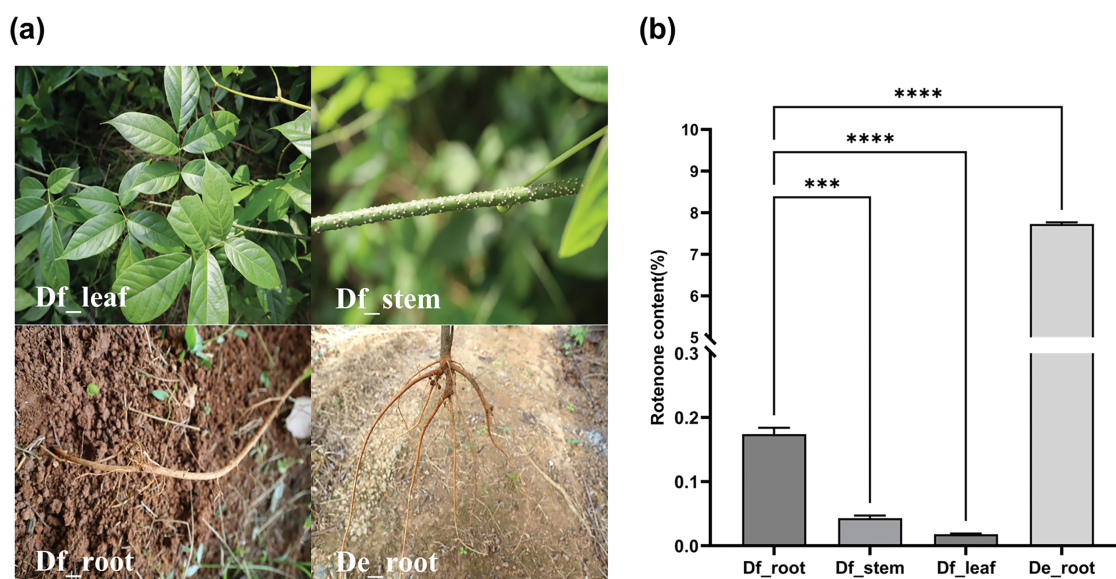 (a)
Df_leaf
Df_stem
Df_root
De_root
(b)
****
****
***
Rotenone content(%)
10
9
8
7
6
5
0.3
0.2
0.1
0.0
Df_root
Df_stem
Df_leaf
De_root